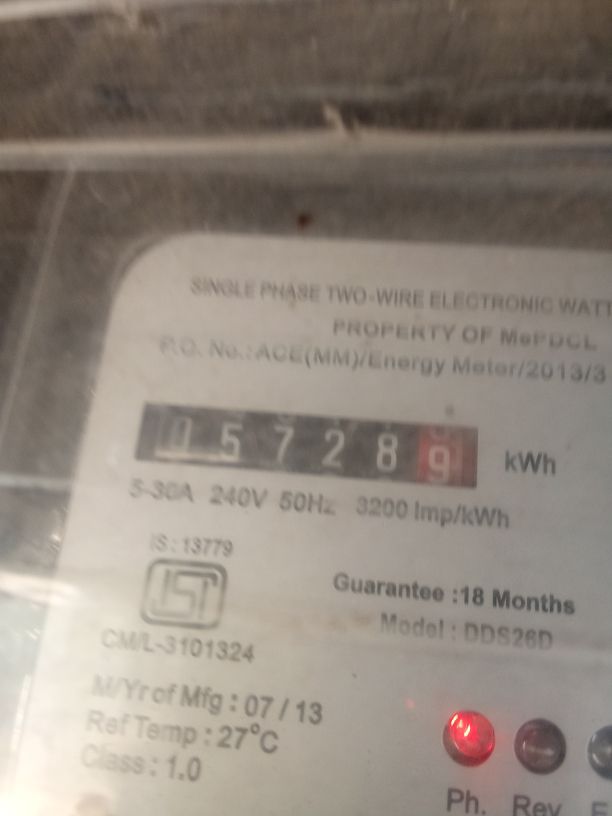 SINGLE PHASE TWO-WIRE ELECTRONIC WATT
PROPERTY OF MePDCL
P.O. No.:ACE(MM)/Energy Meter/2013/3
057289 kWh
5-30A 240V 50Hz 3200 Imp/kWh
IS : 13779
ISI
Guarantee :18 Months
CM/L-3101324
Model : DDS26D
M/Yr of Mfg : 07 / 13
Ref Temp : 27°C
Class : 1.0
Ph. Rev E